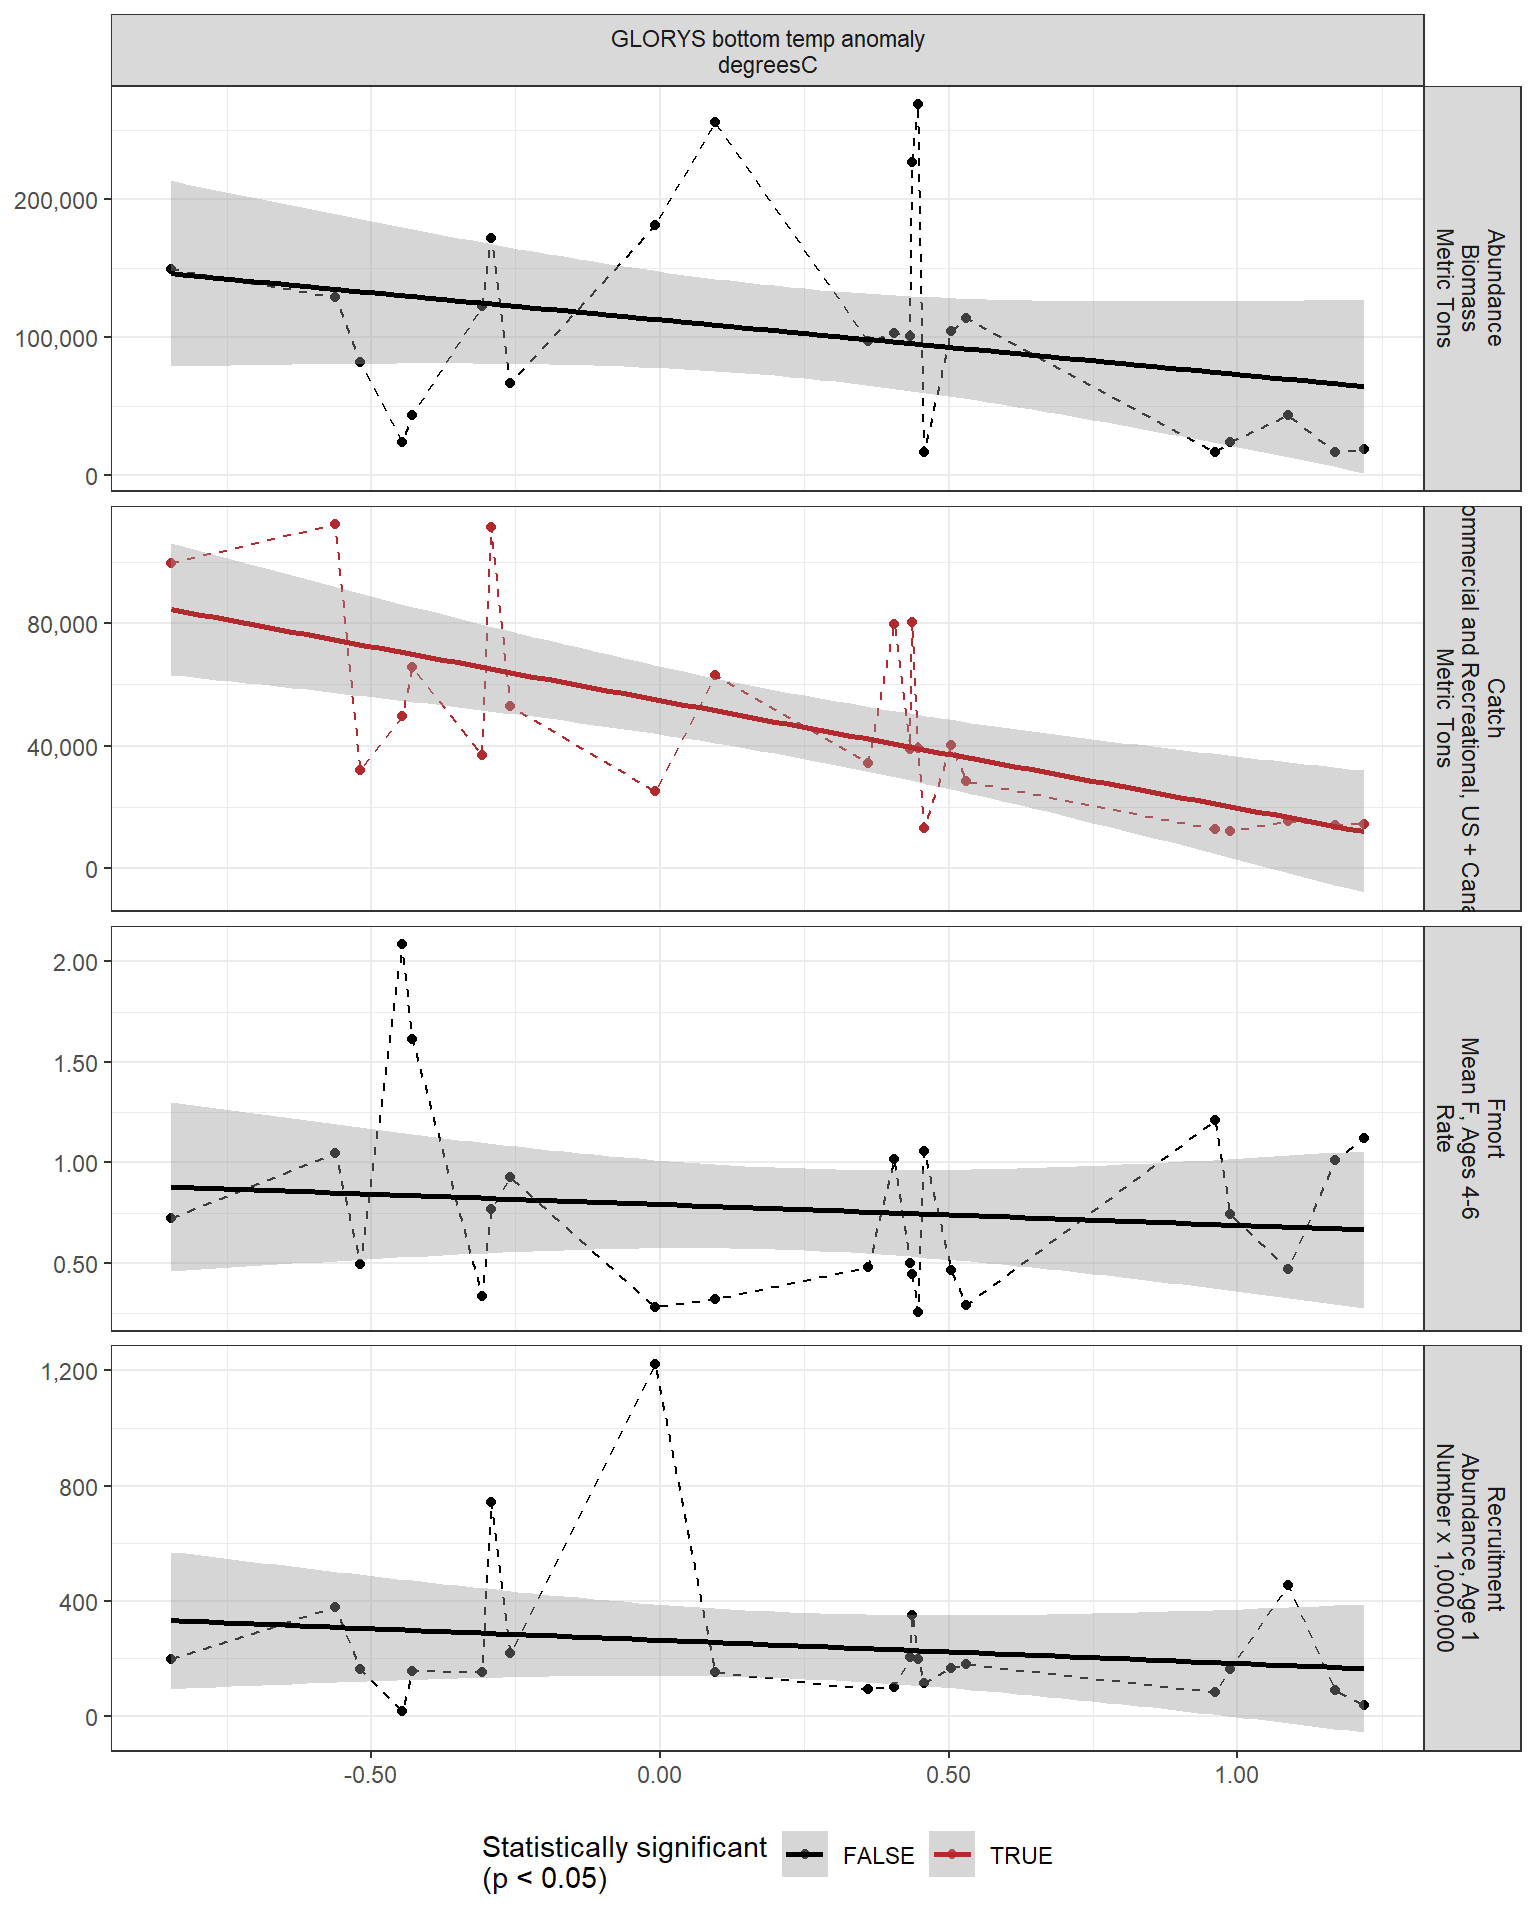 GLORYS bottom temp anomaly
degreesC
200,000
100,000
0
Abundance
Biomass
Metric Tons
80,000
40,000
0
Catch
and Recreational, US +
Metric Tons
2.00
1.50
1.00
0.50
Fmort
Mean F, Ages 4-6
Rate
1,200
800
400
0
Recruitment
Abundance, Age 1
Number x 1,000,000
-0.50 0.00 0.50 1.00
Statistically significant
(p < 0.05)
FALSE TRUE